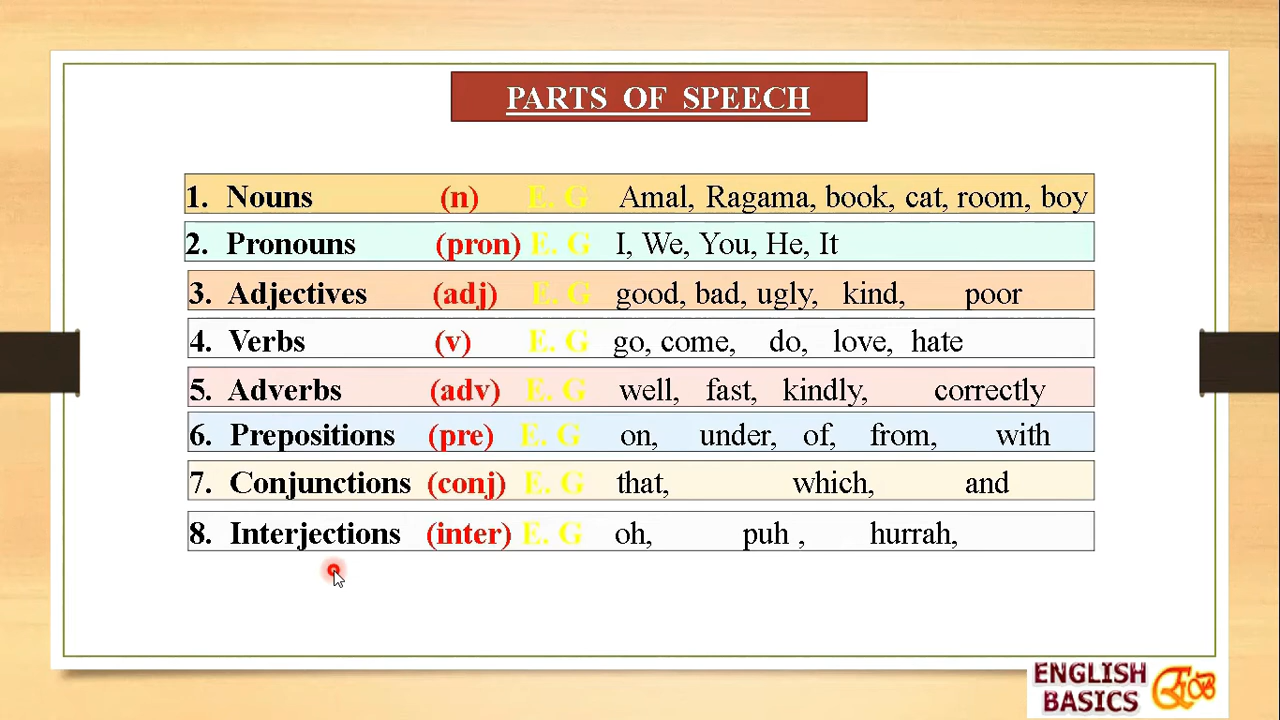 PARTS OF SPEECH
1. Nouns (n) E. G Amal, Ragama, book, cat, room, boy
2. Pronouns (pron) E. G I, We, You, He, It
3. Adjectives (adj) E. G good, bad, ugly, kind, poor
4. Verbs (v) E. G go, come, do, love, hate
5. Adverbs (adv) E. G well, fast, kindly, correctly
6. Prepositions (pre) E. G on, under, of, from, with
7. Conjunctions (conj) E. G that, which, and
8. Interjections (inter) E. G oh, puh , hurrah,
ENGLISH
BASICS
EB